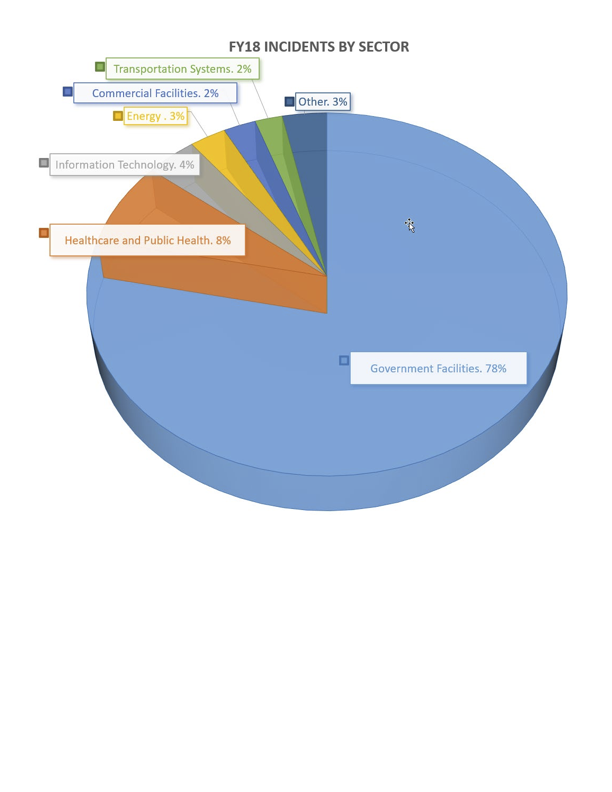 FY18 INCIDENTS BY SECTOR
Transportation Systems. 2%
Commercial Facilities. 2%
Other. 3%
Energy . 3%
Information Technology. 4%
Healthcare and Public Health. 8%
Government Facilities. 78%